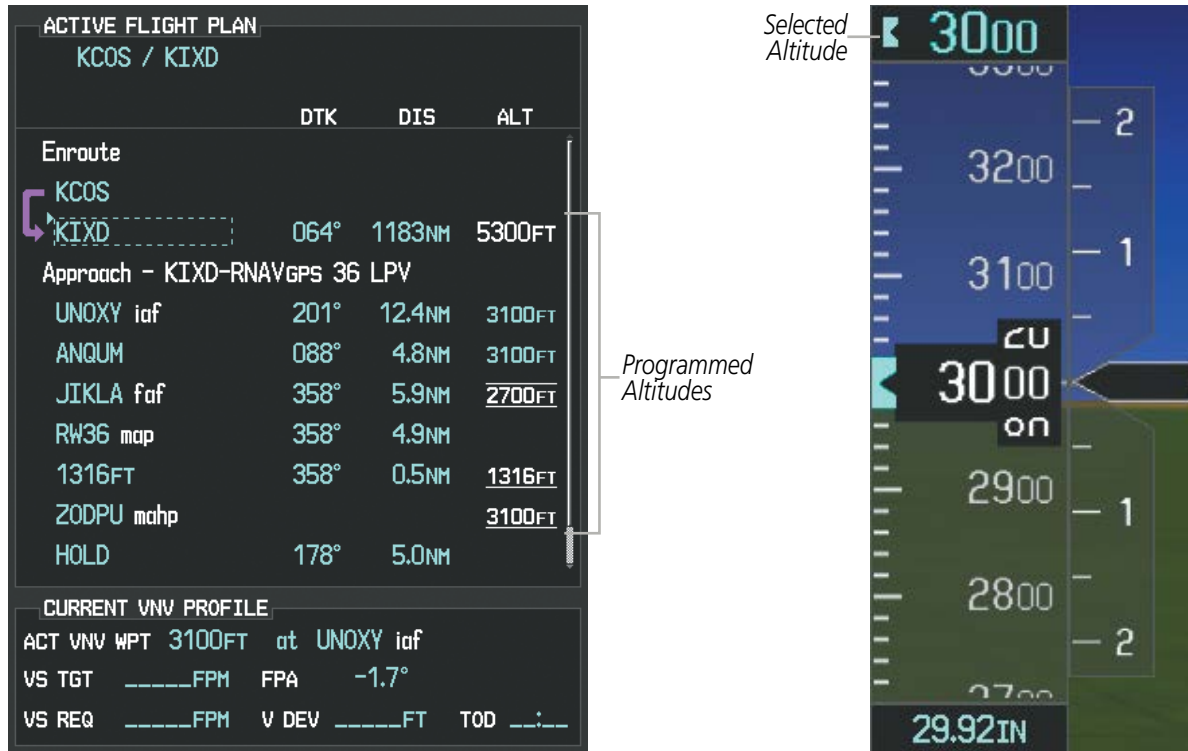 ACTIVE FLIGHT PLAN
KCOS / KIXD
DTK DIS ALT
Enroute
KCOS
KIXD 064° 1183NM 5300FT
Approach – KIXD-RNAVGPS 36 LPV
UNOXY iaf 201° 12.4NM 3100FT
ANQUM 088° 4.8NM 3100FT
JIKLA faf 358° 5.9NM 2700FT
RW36 map 358° 4.9NM
1316FT 358° 0.5NM 1316FT
ZODPU mahp 3100FT
HOLD 178° 5.0NM
CURRENT VNV PROFILE
ACT VNV WPT 3100FT at UNOXY iaf
VS TGT _____FPM FPA -1.7°
VS REQ _____FPM V DEV _____FT TOD __:__
Programmed
Altitudes
Selected
Altitude
3000
3200
3100
20
3000
2900
2800
29.92IN
2
1
1
2